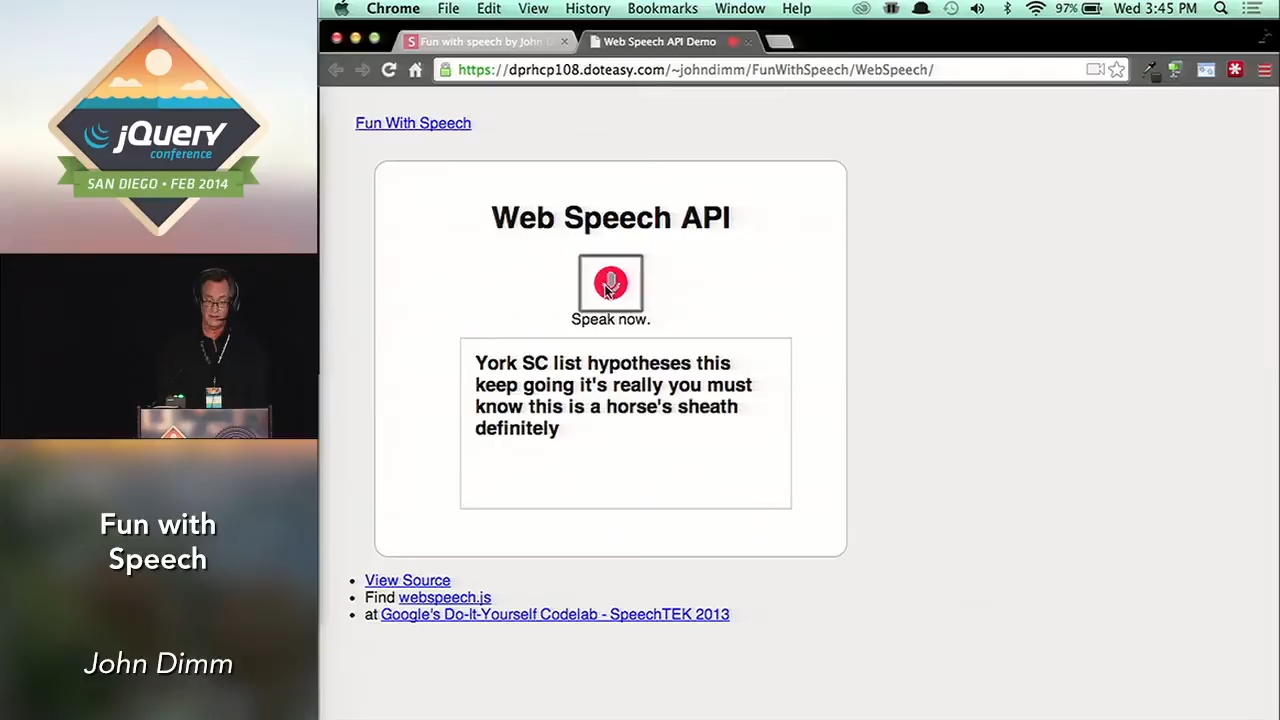 jQuery
conference
SAN DIEGO • FEB 2014
Fun with
Speech
John Dimm
Chrome File Edit View History Bookmarks Window Help 97% Wed 3:45 PM
Fun with speech by John D
Web Speech API Demo
https://dprhcp108.doteasy.com/~johndimm/FunWithSpeech/WebSpeech/
Fun With Speech
Web Speech API
Speak now.
York SC list hypotheses this
keep going it's really you must
know this is a horse's sheath
definitely
• View Source
• Find webspeech.js
• at Google's Do-It-Yourself Codelab - SpeechTEK 2013